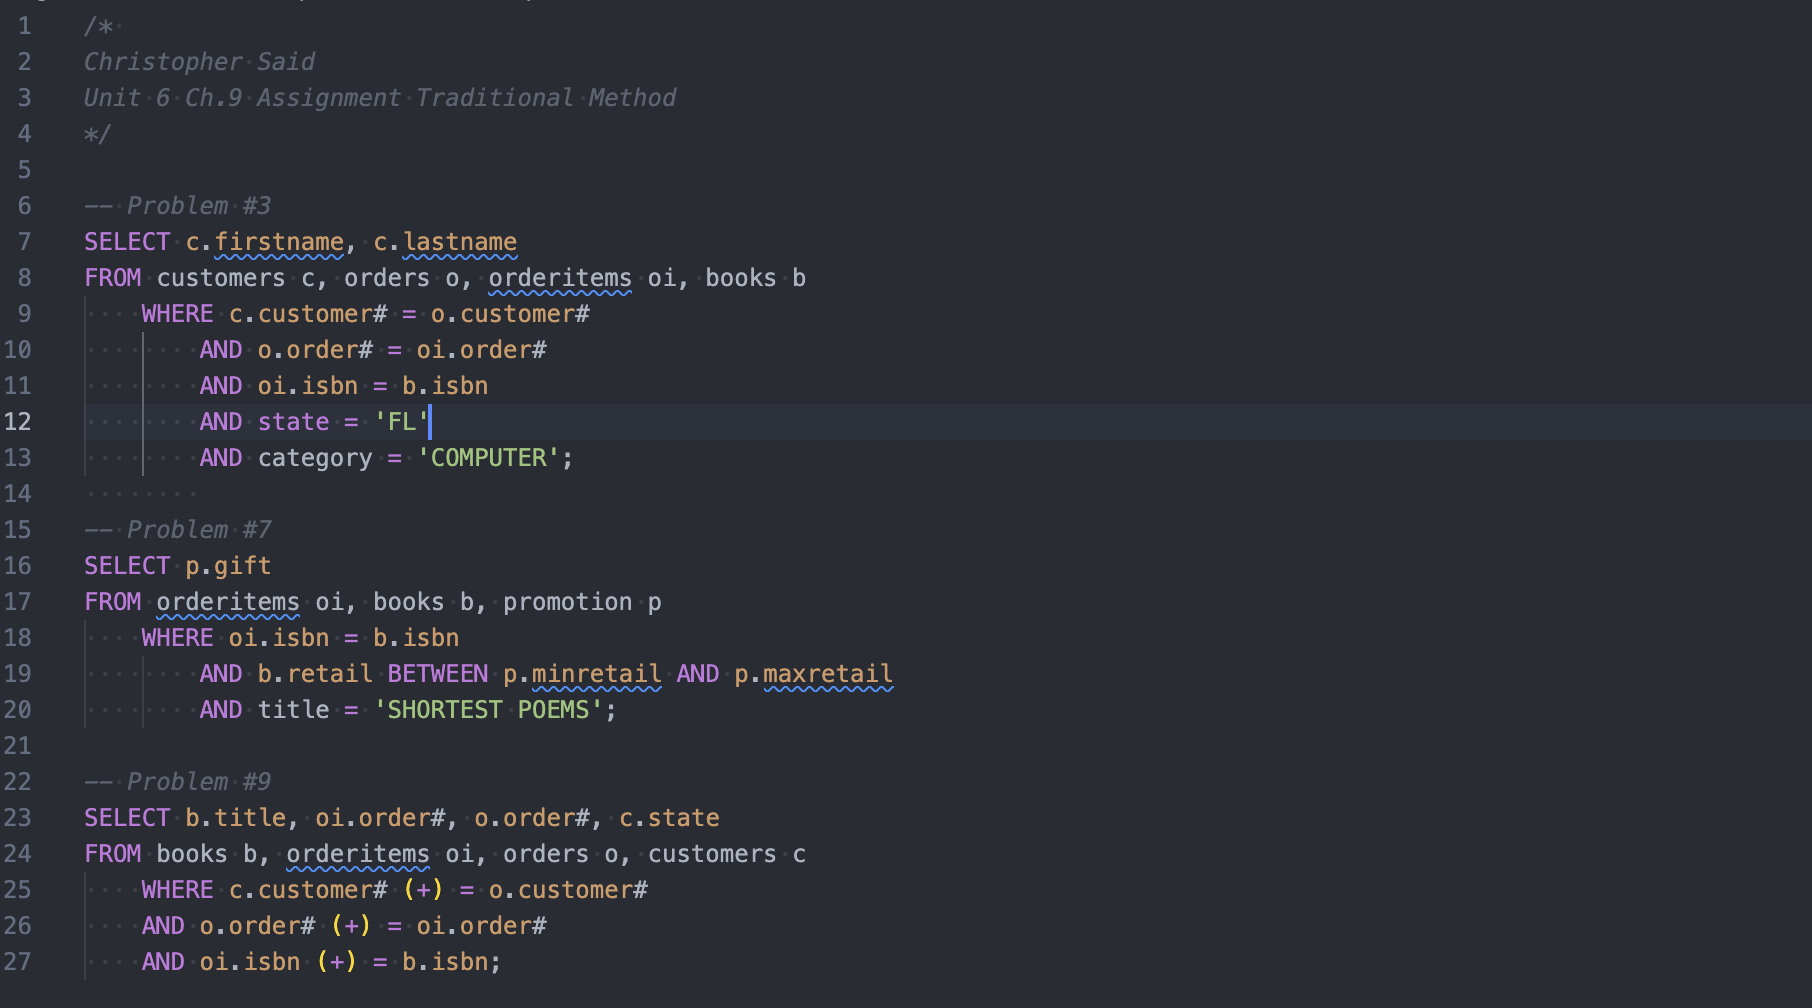 1 /*
2 Christopher Said
3 Unit 6 Ch.9 Assignment Traditional Method
4 */
5
6 -- Problem #3
7 SELECT c.firstname, c.lastname
8 FROM customers c, orders o, orderitems oi, books b
9 WHERE c.customer# = o.customer#
10 AND o.order# = oi.order#
11 AND oi.isbn = b.isbn
12 AND state = 'FL'
13 AND category = 'COMPUTER';
14
15 -- Problem #7
16 SELECT p.gift
17 FROM orderitems oi, books b, promotion p
18 WHERE oi.isbn = b.isbn
19 AND b.retail BETWEEN p.minretail AND p.maxretail
20 AND title = 'SHORTEST POEMS';
21
22 -- Problem #9
23 SELECT b.title, oi.order#, o.order#, c.state
24 FROM books b, orderitems oi, orders o, customers c
25 WHERE c.customer# (+) = o.customer#
26 AND o.order# (+) = oi.order#
27 AND oi.isbn (+) = b.isbn;